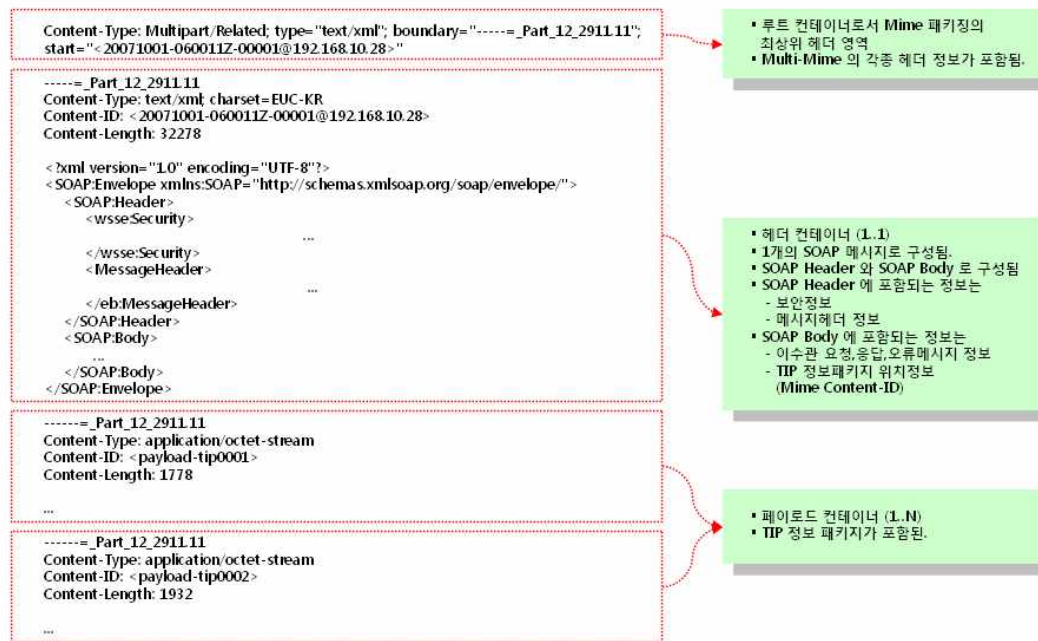 Content-Type: Multipart/Related; type="text/xml"; boundary="-----=_Part_12_2911.11";
start="<20071001-060011Z-00001@192.168.10.28>"
▪ 루트 컨테이너로서 Mime 패키징의
최상위 헤더 영역
▪ Multi-Mime 의 각종 헤더 정보가 포함됨.
-----=_Part_12_2911.11
Content-Type: text/xml; charset=EUC-KR
Content-ID: <20071001-060011Z-00001@192.168.10.28>
Content-Length: 32278
<?xml version="1.0" encoding="UTF-8"?>
<SOAP:Envelope xmlns:SOAP="http://schemas.xmlsoap.org/soap/envelope/">
<SOAP:Header>
<wsse:Security>
...
</wsse:Security>
<MessageHeader>
...
</eb:MessageHeader>
</SOAP:Header>
<SOAP:Body>
...
</SOAP:Body>
</SOAP:Envelope>
▪ 헤더 컨테이너 (1..1)
▪ 1개의 SOAP 메시지로 구성됨.
▪ SOAP Header 와 SOAP Body 로 구성됨
▪ SOAP Header 에 포함되는 정보는
- 보안정보
- 메시지헤더 정보
▪ SOAP Body 에 포함되는 정보는
- 이수관 요청,응답,오류메시지 정보
- TIP 정보패키지 위치정보
(Mime Content-ID)
------=_Part_12_2911.11
Content-Type: application/octet-stream
Content-ID: <payload-tip0001>
Content-Length: 1778
...
------=_Part_12_2911.11
Content-Type: application/octet-stream
Content-ID: <payload-tip0002>
Content-Length: 1932
...
▪ 페이로드 컨테이너 (1..N)
▪ TIP 정보 패키지가 포함된.